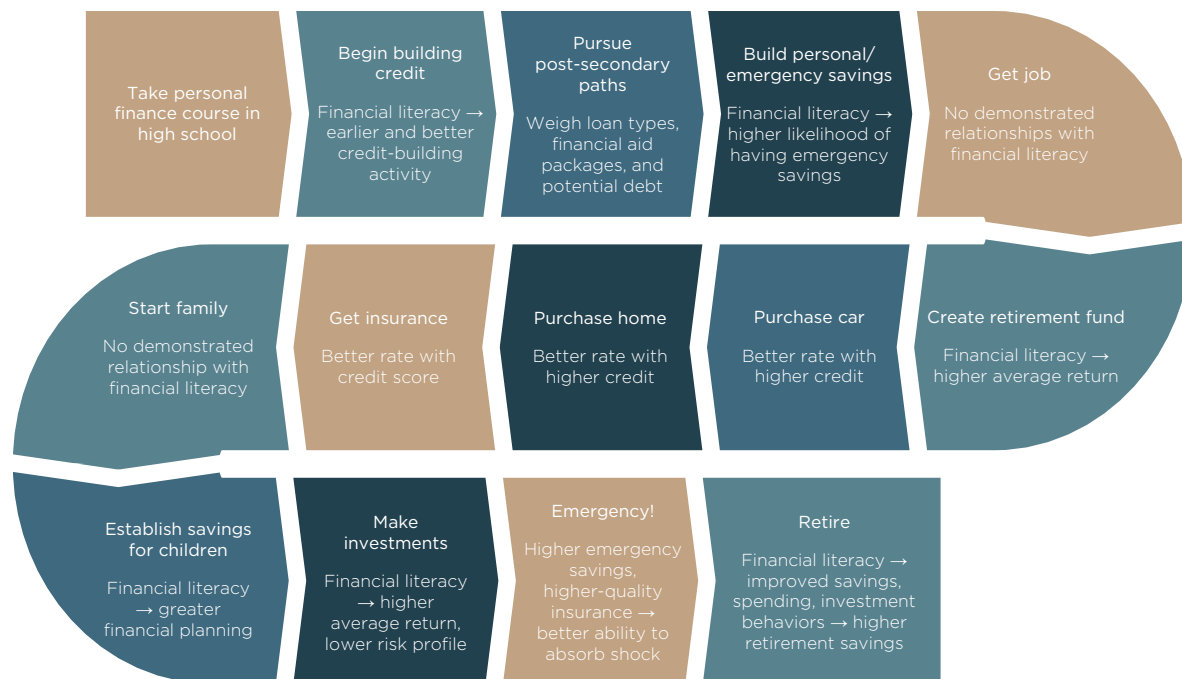 Take personal
finance course in
high school
Begin building
credit
Financial literacy →
earlier and better
credit-building
activity
Pursue
post-secondary
paths
Weigh loan types,
financial aid
packages, and
potential debt
Build personal/
emergency savings
Financial literacy →
higher likelihood of
having emergency
savings
Get job
No demonstrated
relationships with
financial literacy
Create retirement fund
Financial literacy →
higher average return
Purchase car
Better rate with
higher credit
Purchase home
Better rate with
higher credit
Get insurance
Better rate with
credit score
Start family
No demonstrated
relationship with
financial literacy
Establish savings
for children
Financial literacy
→ greater
financial planning
Make
investments
Financial literacy
→ higher
average return,
lower risk profile
Emergency!
Higher emergency
savings,
higher-quality
insurance →
better ability to
absorb shock
Retire
Financial literacy →
improved savings,
spending, investment
behaviors → higher
retirement savings